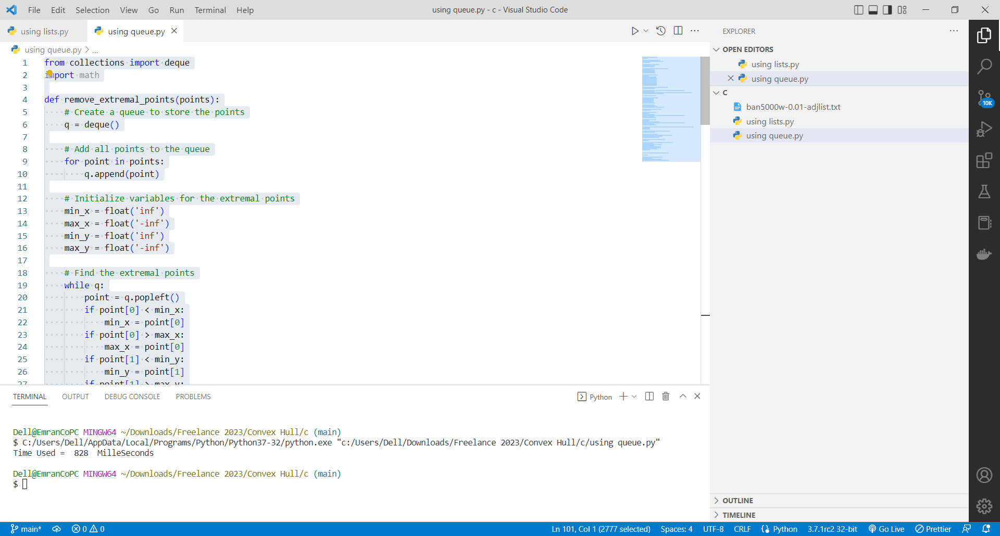 File Edit Selection View Go Run Terminal Help
using queue.py - c - Visual Studio Code
using lists.py
using queue.py
using queue.py > ...
1 from collections import deque
2 import math
3
4 def remove_extremal_points(points):
5 # Create a queue to store the points
6 q = deque()
7
8 # Add all points to the queue
9 for point in points:
10 q.append(point)
11
12 # Initialize variables for the extremal points
13 min_x = float('inf')
14 max_x = float('-inf')
15 min_y = float('inf')
16 max_y = float('-inf')
17
18 # Find the extremal points
19 while q:
20 point = q.popleft()
21 if point[0] < min_x:
22 min_x = point[0]
23 if point[0] > max_x:
24 max_x = point[0]
25 if point[1] < min_y:
26 min_y = point[1]
27 if point[1] > max_y:
TERMINAL OUTPUT DEBUG CONSOLE PROBLEMS
Python
Dell@EmranCoPC MINGW64 ~/Downloads/Freelance 2023/Convex Hull/c (main)
$ C:/Users/Dell/AppData/Local/Programs/Python/Python37-32/python.exe "c:/Users/Dell/Downloads/Freelance 2023/Convex Hull/c/using queue.py"
Time Used =  828  MilleSeconds
Dell@EmranCoPC MINGW64 ~/Downloads/Freelance 2023/Convex Hull/c (main)
$
EXPLORER
OPEN EDITORS
using lists.py
using queue.py
C
ban5000w-0.01-adjlist.txt
using lists.py
using queue.py
OUTLINE
TIMELINE
10K
main* 0 0
Ln 101, Col 1 (2777 selected) Spaces: 4 UTF-8 CRLF Python 3.7.1rc2 32-bit Go Live Prettier